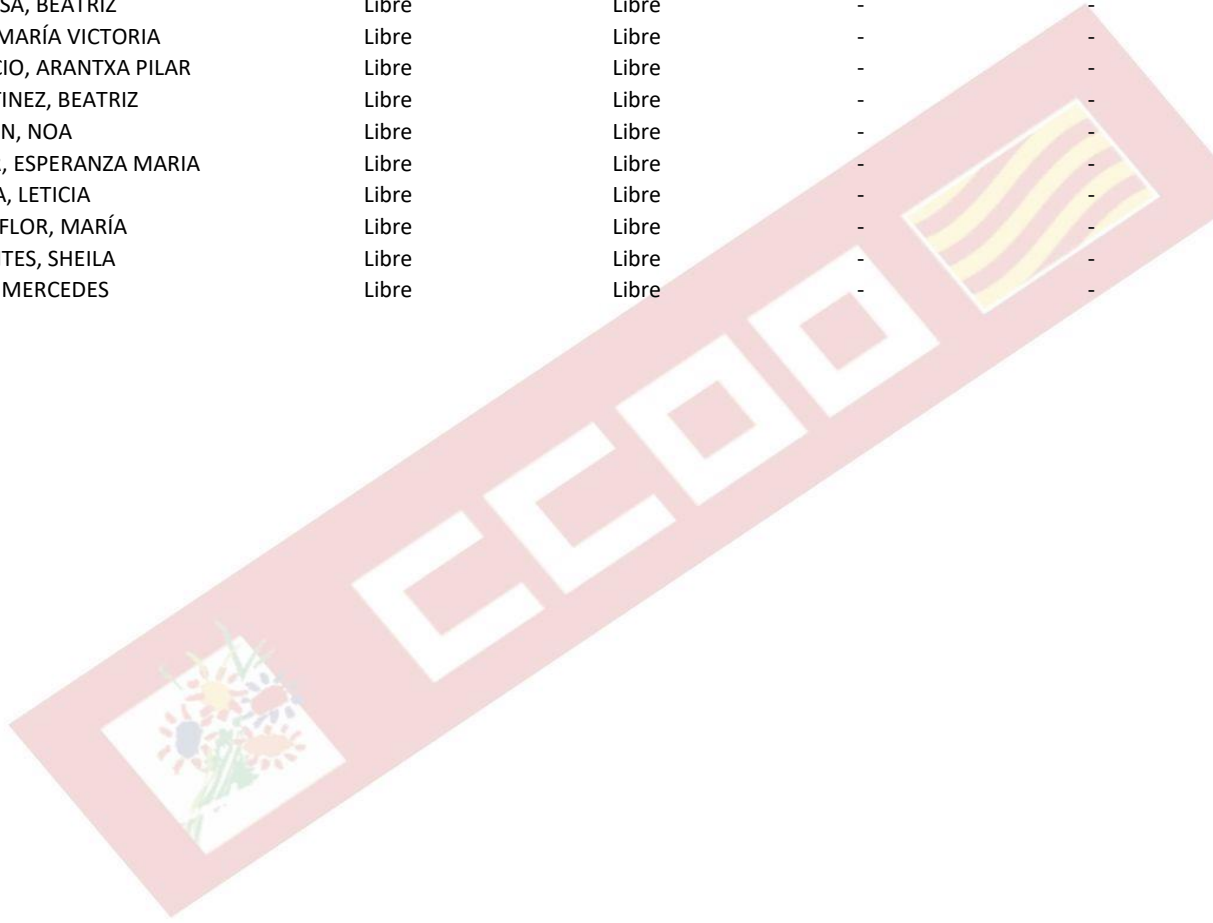 SA, BEATRIZ Libre Libre - -
MARÍA VICTORIA Libre Libre - -
CIO, ARANTXA PILAR Libre Libre - -
TINEZ, BEATRIZ Libre Libre - -
N, NOA Libre Libre - -
, ESPERANZA MARIA Libre Libre - -
A, LETICIA Libre Libre - -
FLOR, MARÍA Libre Libre - -
TES, SHEILA Libre Libre - -
MERCEDES Libre Libre - -
CCOO